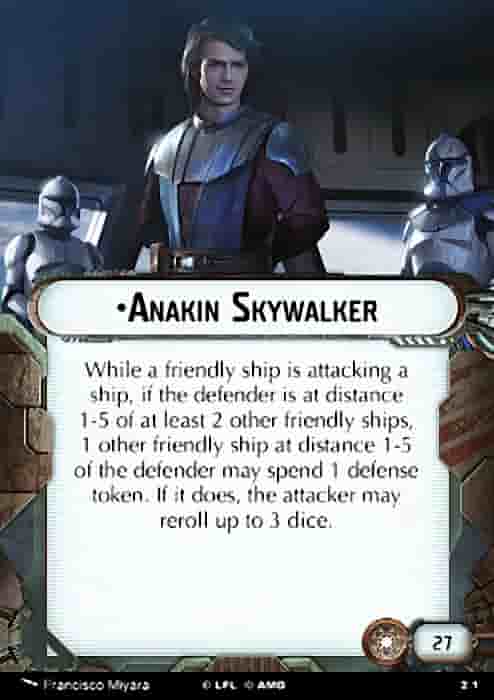 •Anakin Skywalker
While a friendly ship is attacking a
ship, if the defender is at distance
1-5 of at least 2 other friendly ships,
1 other friendly ship at distance 1-5
of the defender may spend 1 defense
token. If it does, the attacker may
reroll up to 3 dice.
27
Francisco Miyara
© LFL © AMG
2.1